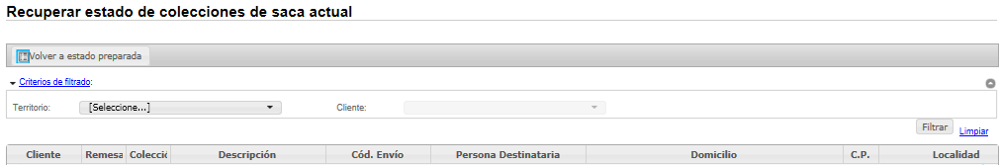 Recuperar estado de colecciones de saca actual
Volver a estado preparada
Criterios de filtrado:
Territorio: [Seleccione...] Cliente:
Filtrar Limpiar
Cliente Remesa Colecció Descripción Cód. Envío Persona Destinataria Domicilio C.P. Localidad